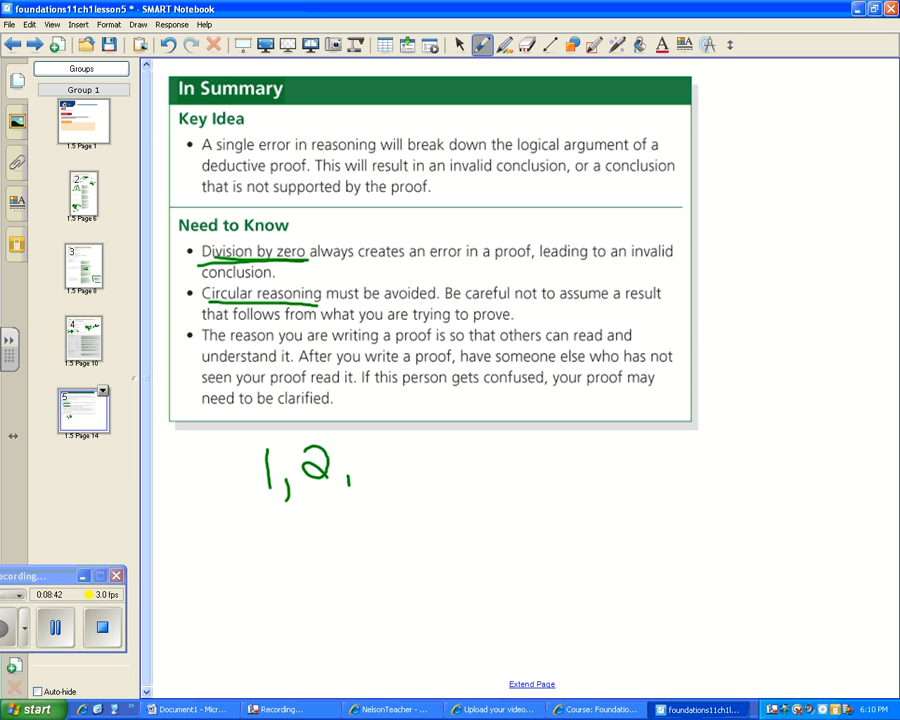 foundations11ch1lesson5 * - SMART Notebook
File Edit View Insert Format Draw Response Help
Groups
Group 1
1.5 Page 1
2
1.5 Page 6
3
1.5 Page 8
4
1.5 Page 10
5
1.5 Page 14
In Summary
Key Idea
• A single error in reasoning will break down the logical argument of a
deductive proof. This will result in an invalid conclusion, or a conclusion
that is not supported by the proof.
Need to Know
• Division by zero always creates an error in a proof, leading to an invalid
conclusion.
• Circular reasoning must be avoided. Be careful not to assume a result
that follows from what you are trying to prove.
• The reason you are writing a proof is so that others can read and
understand it. After you write a proof, have someone else who has not
seen your proof read it. If this person gets confused, your proof may
need to be clarified.
1, 2,
ecording...
0:08:42 3.0 fps
Auto-hide
Extend Page
start Document1 - Micr... Recording... NelsonTeacher - ... Upload your video... Course: Foundatio... foundations11ch1l... 6:10 PM